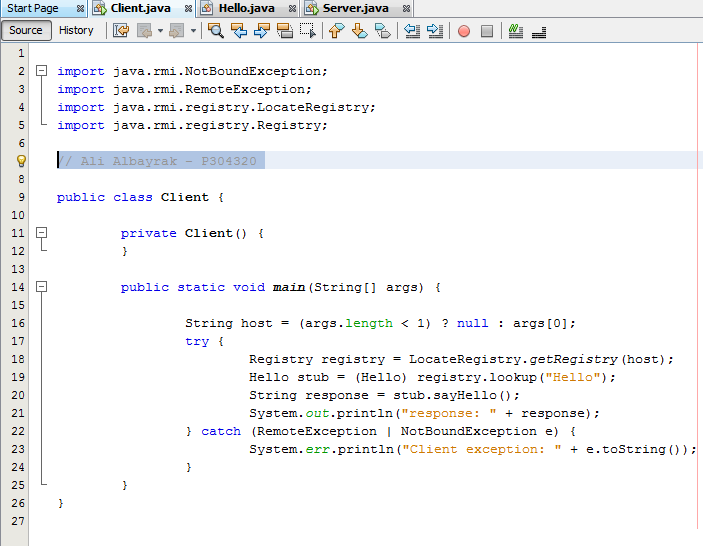 Start Page Client.java Hello.java Server.java
Source History
1
2 import java.rmi.NotBoundException;
3 import java.rmi.RemoteException;
4 import java.rmi.registry.LocateRegistry;
5 import java.rmi.registry.Registry;
6
// Ali Albayrak - P304320
8
9 public class Client {
10
11 private Client() {
12 }
13
14 public static void main(String[] args) {
15
16 String host = (args.length < 1) ? null : args[0];
17 try {
18 Registry registry = LocateRegistry.getRegistry(host);
19 Hello stub = (Hello) registry.lookup("Hello");
20 String response = stub.sayHello();
21 System.out.println("response: " + response);
22 } catch (RemoteException | NotBoundException e) {
23 System.err.println("Client exception: " + e.toString());
24 }
25 }
26 }
27